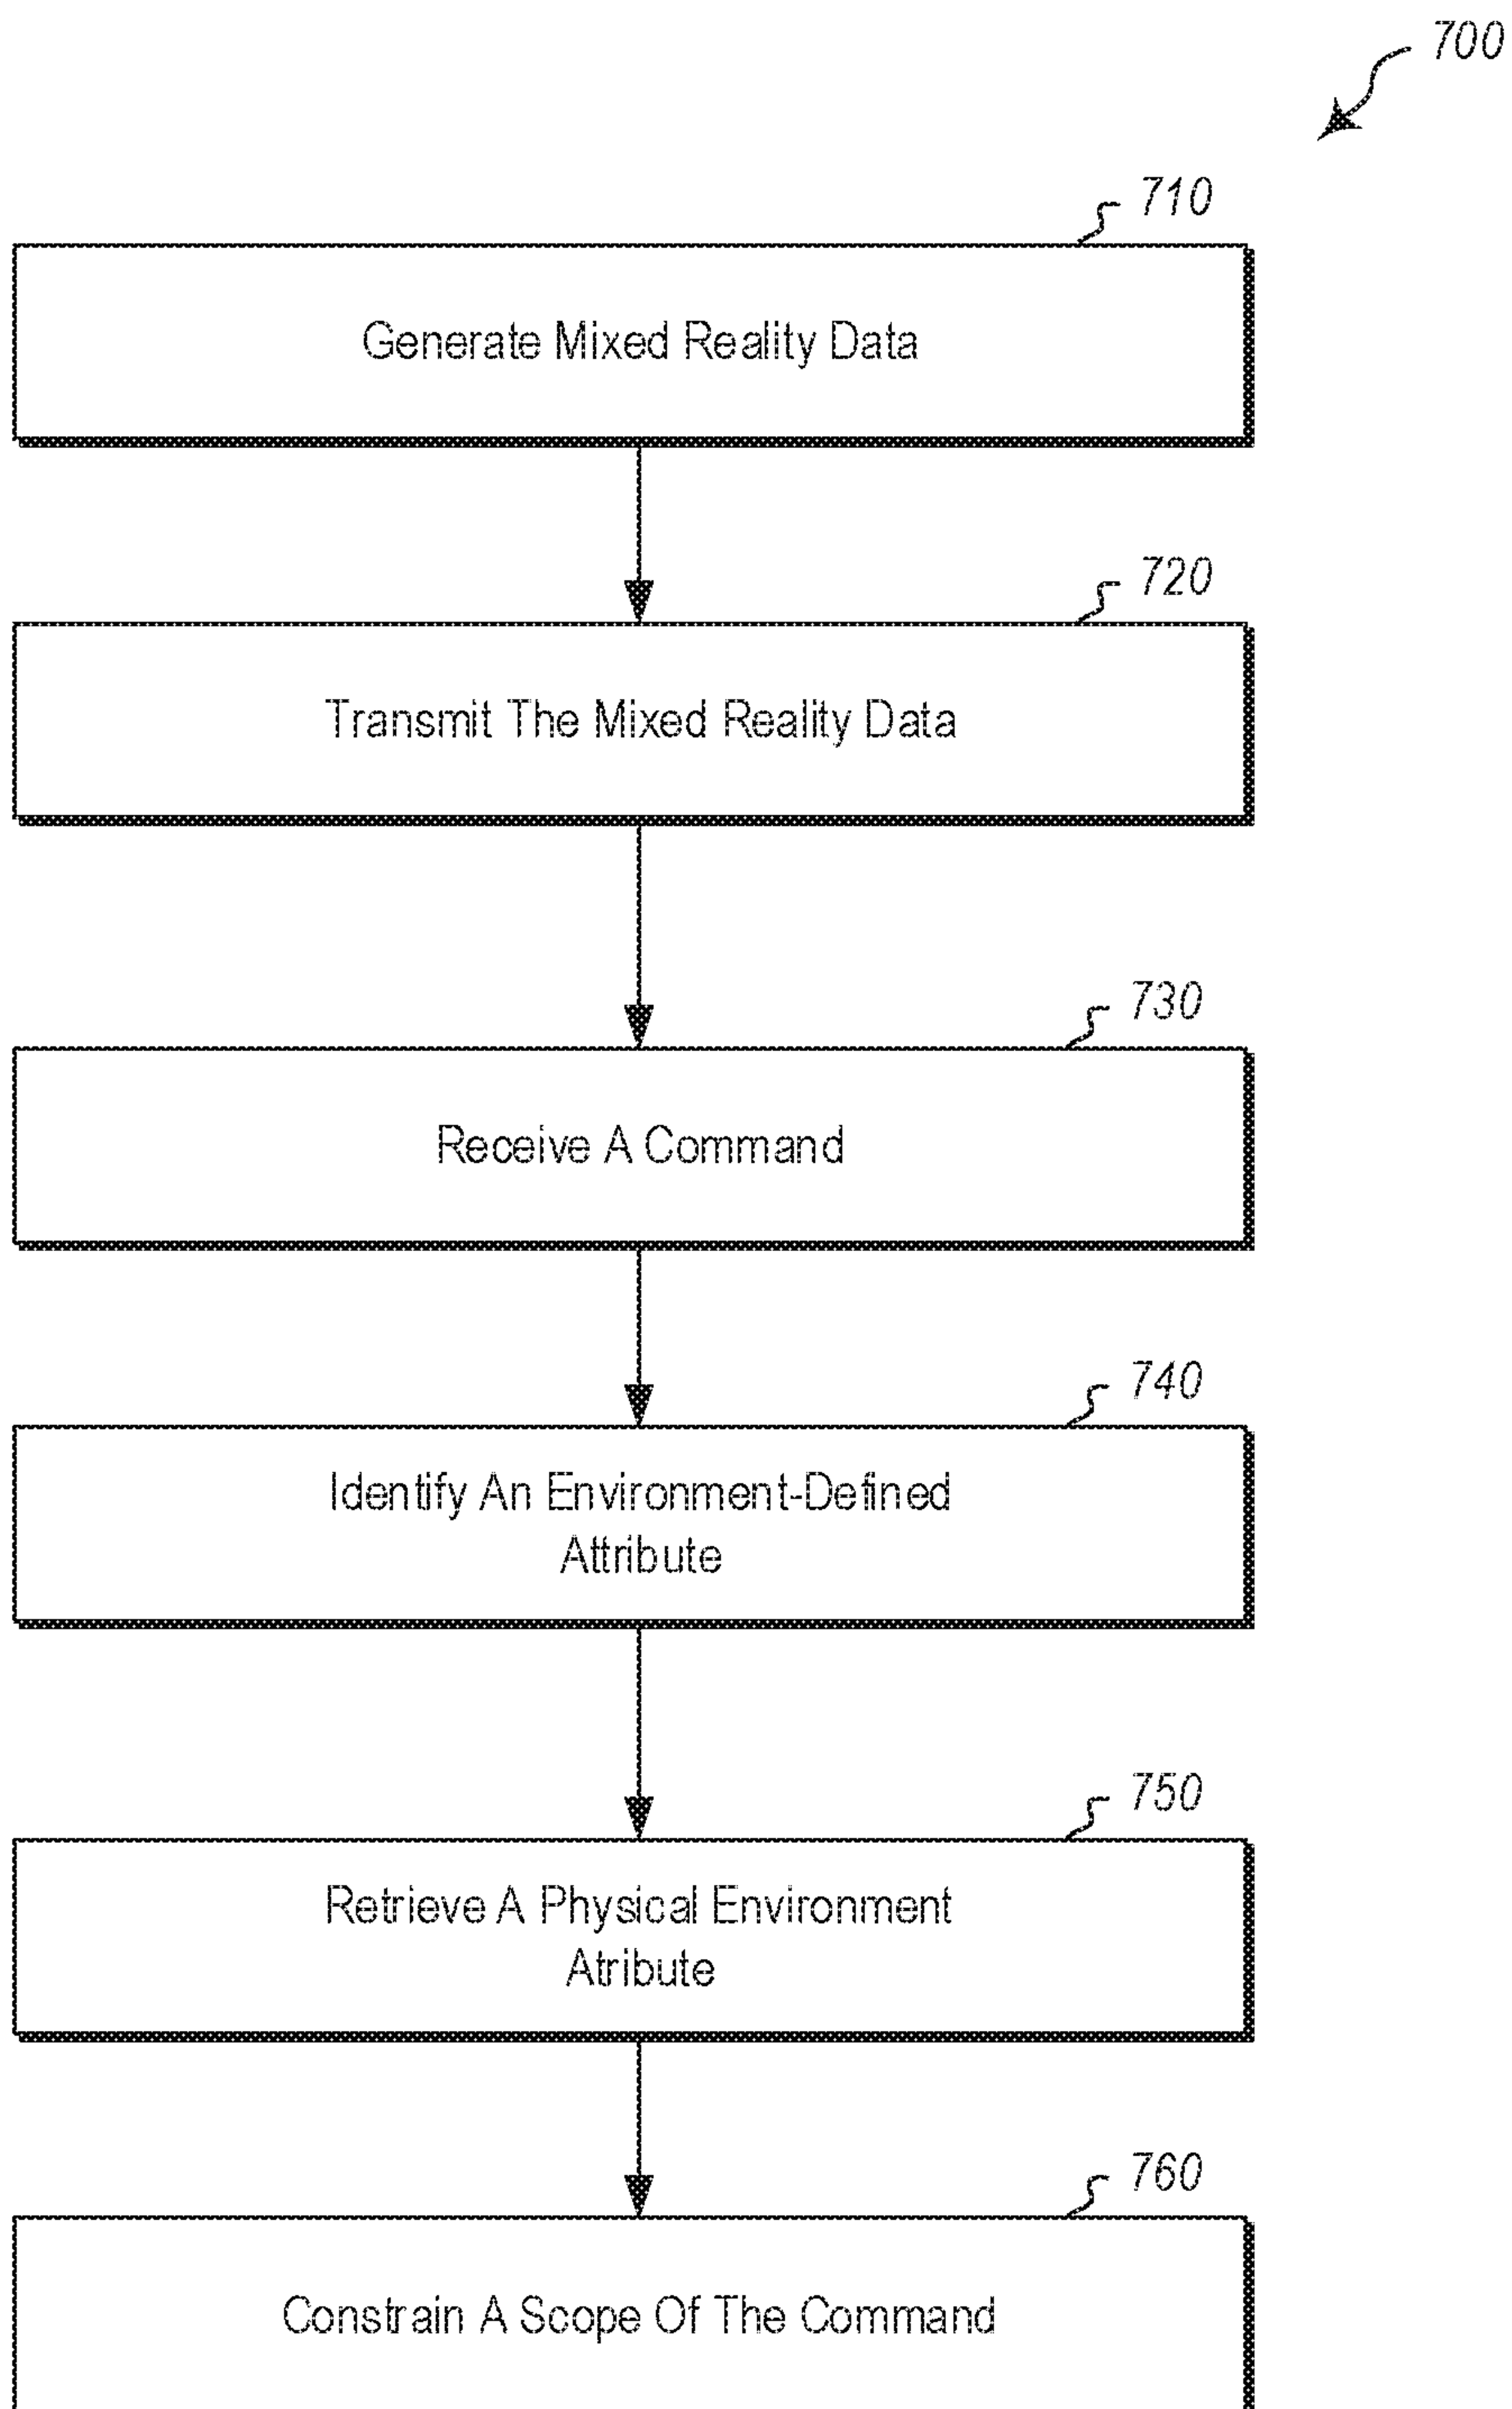 700
710
Generate Mixed Reality Data
720
Transmit The Mixed Reality Data
730
Receive A Command
740
Identify An Environment-Defined
Attribute
750
Retrieve A Physical Environment
Atribute
760
Constrain A Scope Of The Command